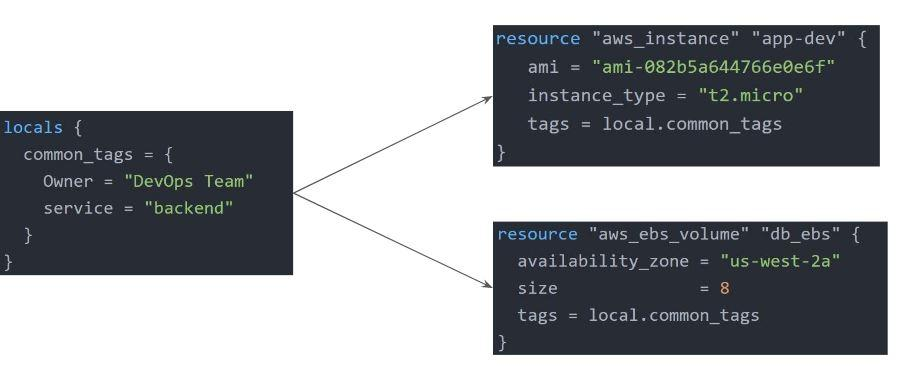 locals {
common_tags = {
Owner = "DevOps Team"
service = "backend"
}
}
resource "aws_instance" "app-dev" {
ami = "ami-082b5a644766e0e6f"
instance_type = "t2.micro"
tags = local.common_tags
}
resource "aws_ebs_volume" "db_ebs" {
availability_zone = "us-west-2a"
size = 8
tags = local.common_tags
}